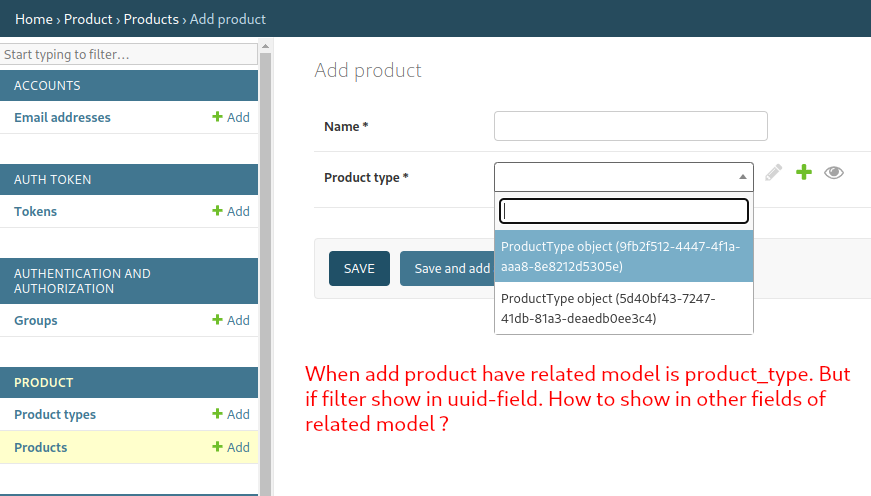 Home › Product › Products › Add product
Start typing to filter...
ACCOUNTS
Email addresses
+ Add
AUTH TOKEN
Tokens
+ Add
AUTHENTICATION AND
AUTHORIZATION
Groups
+ Add
PRODUCT
Product types
+ Add
Products
+ Add
Add product
Name *
Product type *
ProductType object (9fb2f512-4447-4f1a-
aaa8-8e8212d5305e)
ProductType object (5d40bf43-7247-
41db-81a3-deaedb0ee3c4)
SAVE
Save and add
When add product have related model is product_type. But
if filter show in uuid-field. How to show in other fields of
related model ?